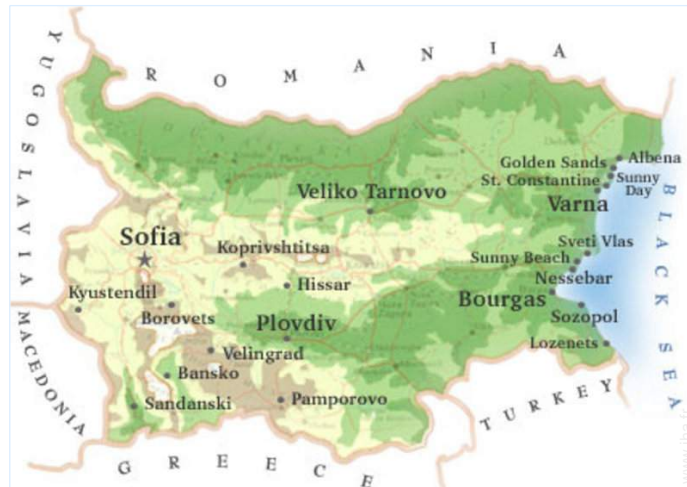 YUGOSLAVIA
ROMANIA
Golden Sands
Albena
St. Constantine
Sunny
Day
Veliko Tarnovo
Varna
BLACK SEA
Sofia
Koprivshtitsa
Sveti Vlas
Sunny Beach
Nessebar
Hissar
Kyustendil
Borovets
Bourgas
Plovdiv
Sozopol
Lozenets
Velingrad
Bansko
MACEDONIA
Sandanski
Pamporovo
TURKEY
GREECE